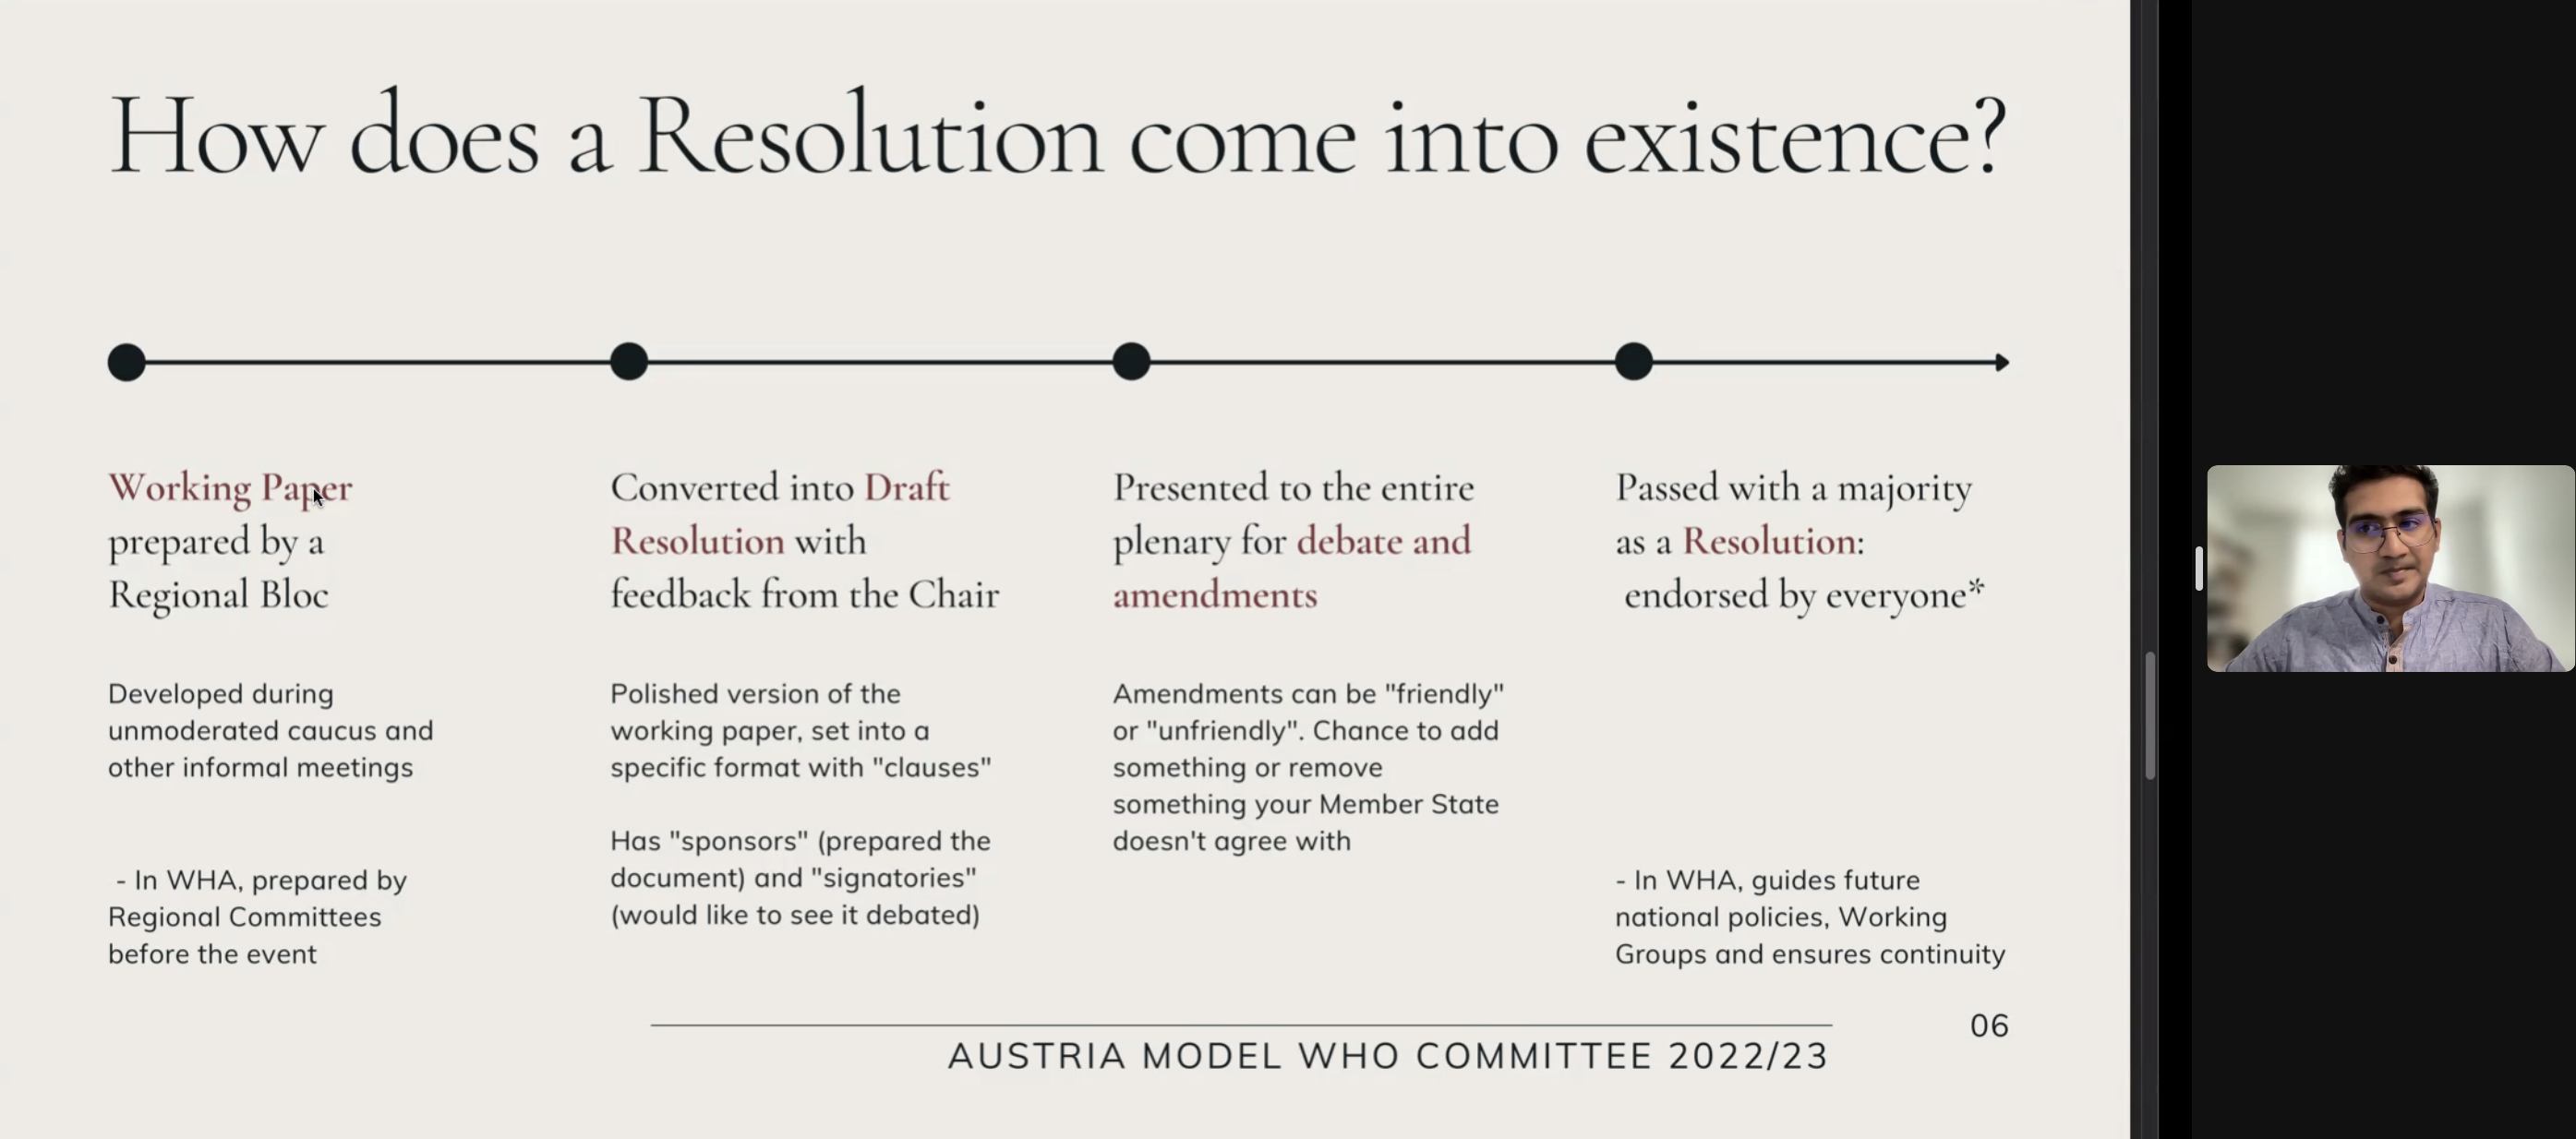 How does a Resolution come into existence?
Working Paper
prepared by a
Regional Bloc
Developed during
unmoderated caucus and
other informal meetings
- In WHA, prepared by
Regional Committees
before the event
Converted into Draft
Resolution with
feedback from the Chair
Polished version of the
working paper, set into a
specific format with "clauses"
Has "sponsors" (prepared the
document) and "signatories"
(would like to see it debated)
Presented to the entire
plenary for debate and
amendments
Amendments can be "friendly"
or "unfriendly". Chance to add
something or remove
something your Member State
doesn't agree with
Passed with a majority
as a Resolution:
endorsed by everyone*
- In WHA, guides future
national policies, Working
Groups and ensures continuity
06
AUSTRIA MODEL WHO COMMITTEE 2022/23